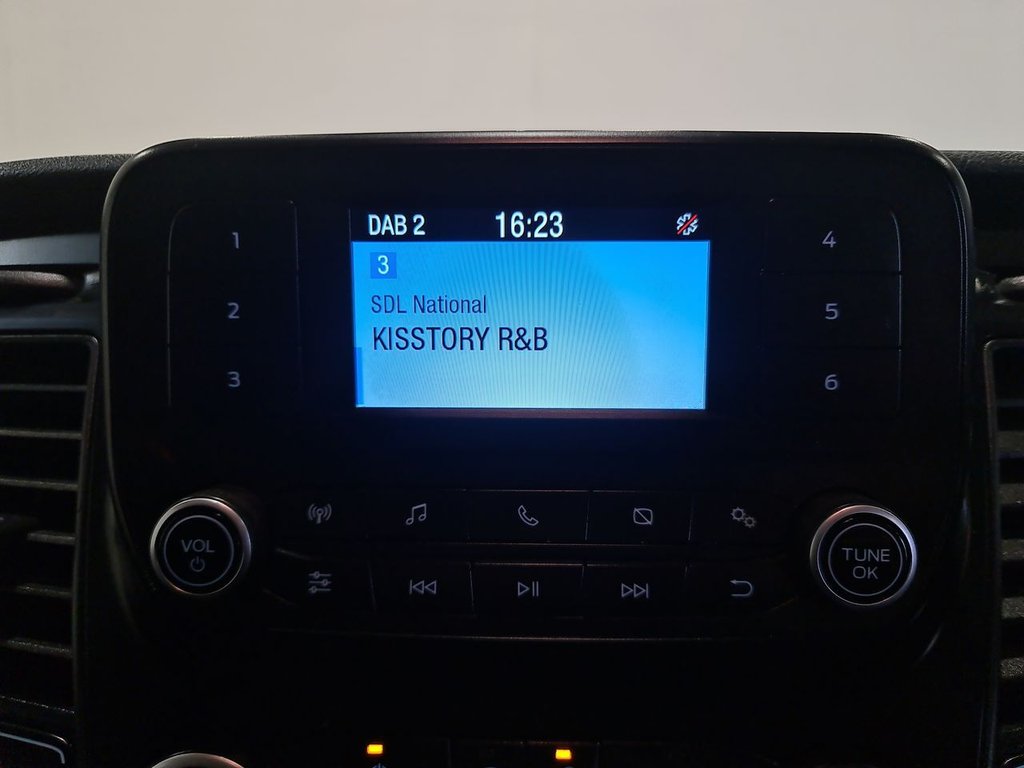 DAB 2 16:23
3
SDL National
KISSTORY R&B
1
2
3
4
5
6
VOL
TUNE
OK